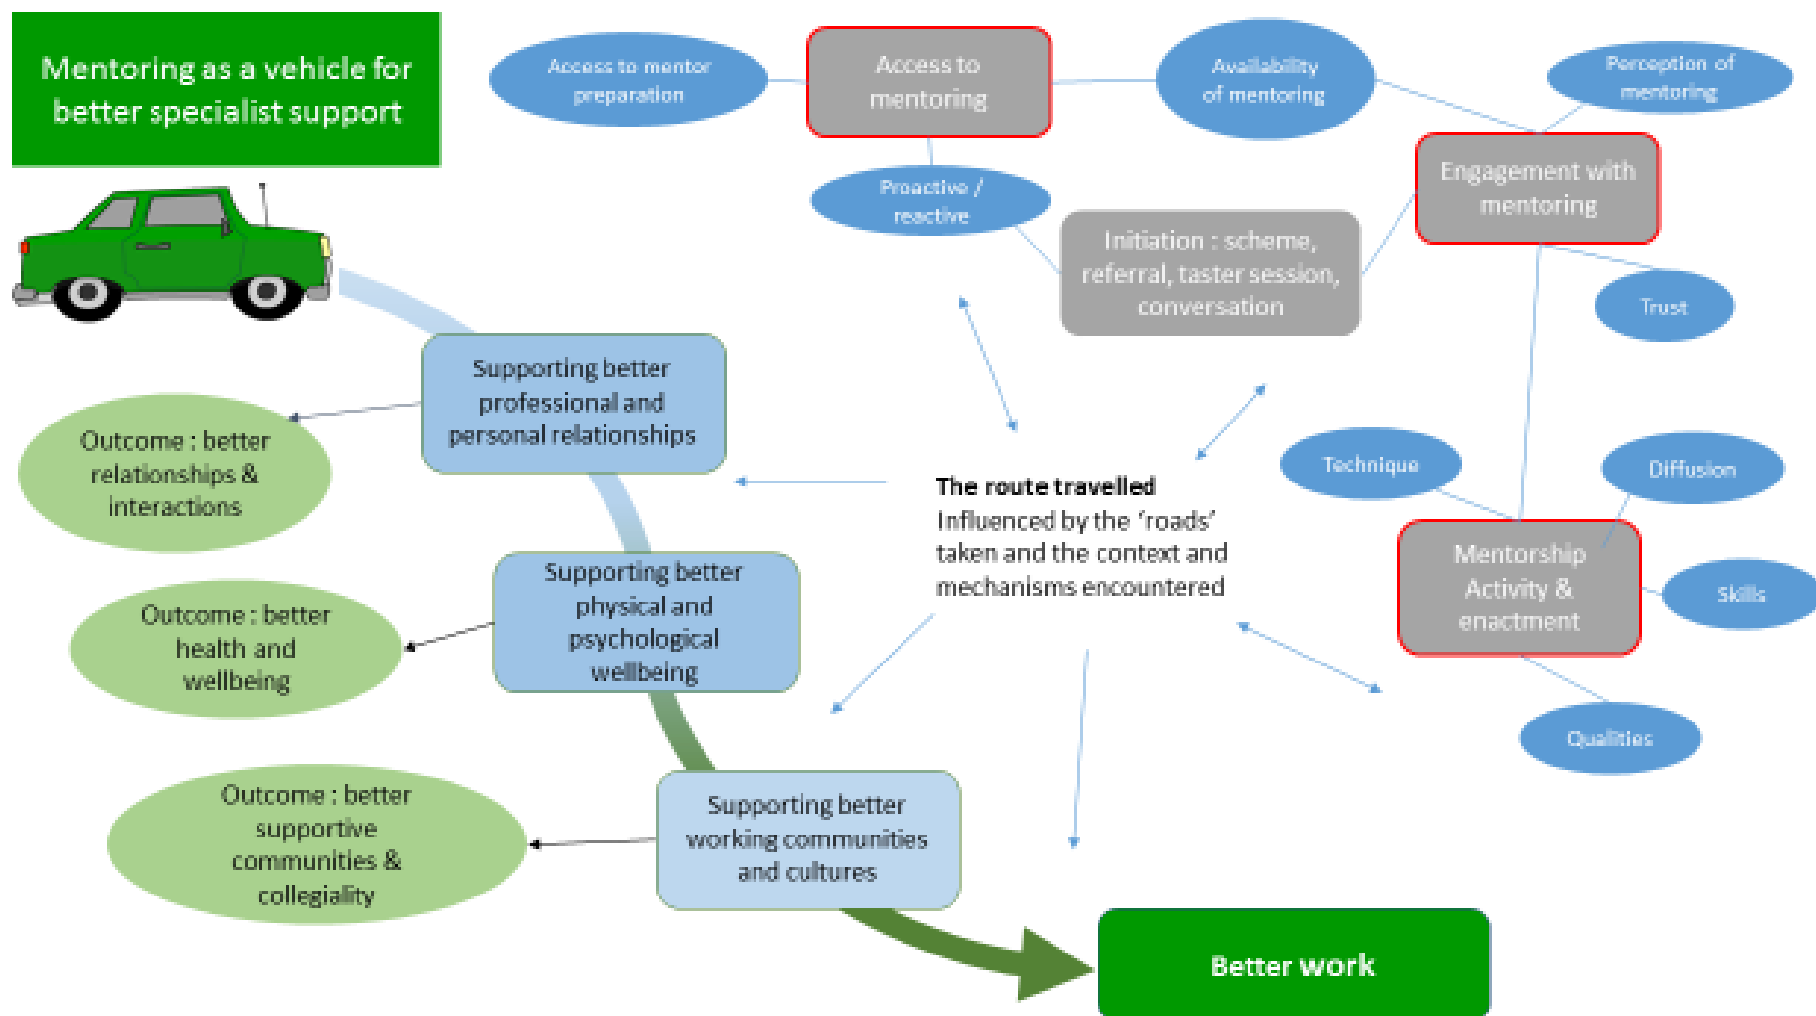 Mentoring as a vehicle for
better specialist support
Access to mentor
preparation
Access to
mentoring
Availability
of mentoring
Perception of
mentoring
Proactive /
reactive
Initiation : scheme,
referral, taster session,
conversation
Engagement with
mentoring
Trust
Supporting better
professional and
personal relationships
Outcome : better
relationships &
interactions
The route travelled
Influenced by the ‘roads’
taken and the context and
mechanisms encountered
Technique
Diffusion
Mentorship
Activity &
enactment
Skills
Qualities
Supporting better
physical and
psychological
wellbeing
Outcome : better
health and
wellbeing
Supporting better
working communities
and cultures
Outcome : better
supportive
communities &
collegiality
Better work